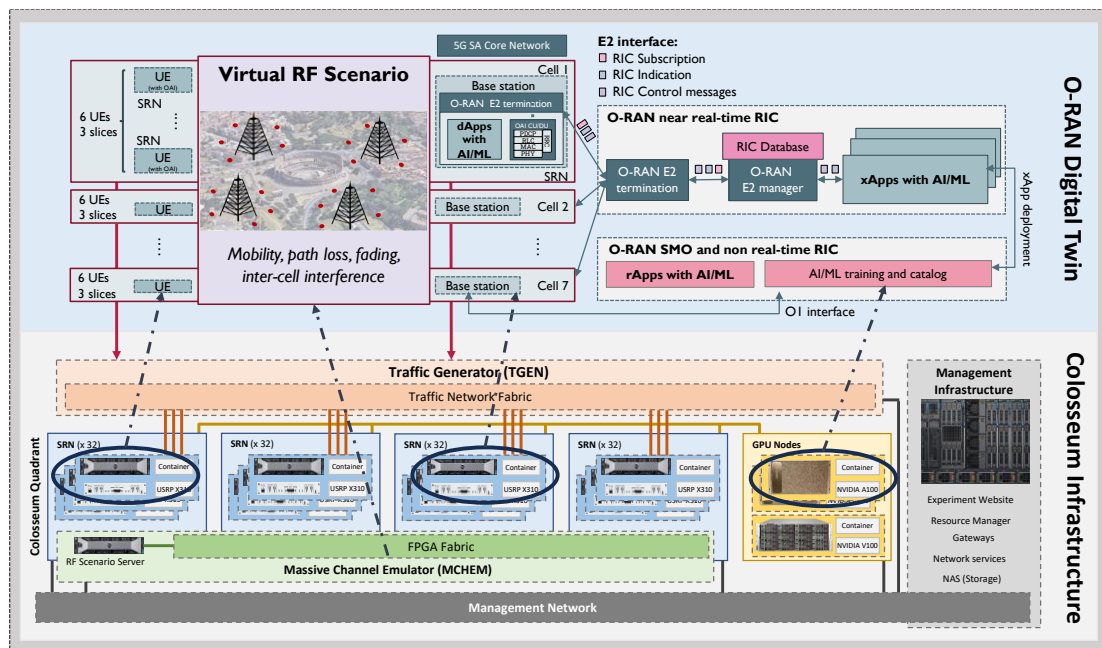 5G SA Core Network
E2 interface:
RIC Subscription
RIC Indication
RIC Control messages
O-RAN Digital Twin
6 UEs
3 slices
UE
(with OAI)
SRN
SRN
UE
(with OAI)
Virtual RF Scenario
Mobility, path loss, fading,
inter-cell interference
Cell 1
Base station
O-RAN E2 termination
dApps
with
AI/ML
OAI CU/DU
PDCP
RLC
MAC
PHY
RRC
SRN
6 UEs
3 slices
UE
Base station
Cell 2
6 UEs
3 slices
UE
Base station
Cell 7
O-RAN near real-time RIC
RIC Database
O-RAN E2
termination
O-RAN
E2 manager
xApps with AI/ML
xApp deployment
O-RAN SMO and non real-time RIC
rApps with AI/ML
AI/ML training and catalog
O1 interface
Colosseum Infrastructure
Traffic Generator (TGEN)
Traffic Network Fabric
Colosseum Quadrant
SRN (x 32)
Container
USRP X310
SRN (x 32)
Container
USRP X310
SRN (x 32)
Container
USRP X310
SRN (x 32)
Container
USRP X310
GPU Nodes
Container
NVIDIA A100
Container
NVIDIA V100
RF Scenario Server
FPGA Fabric
Massive Channel Emulator (MCHEM)
Management Network
Management
Infrastructure
Experiment Website
Resource Manager
Gateways
Network services
NAS (Storage)